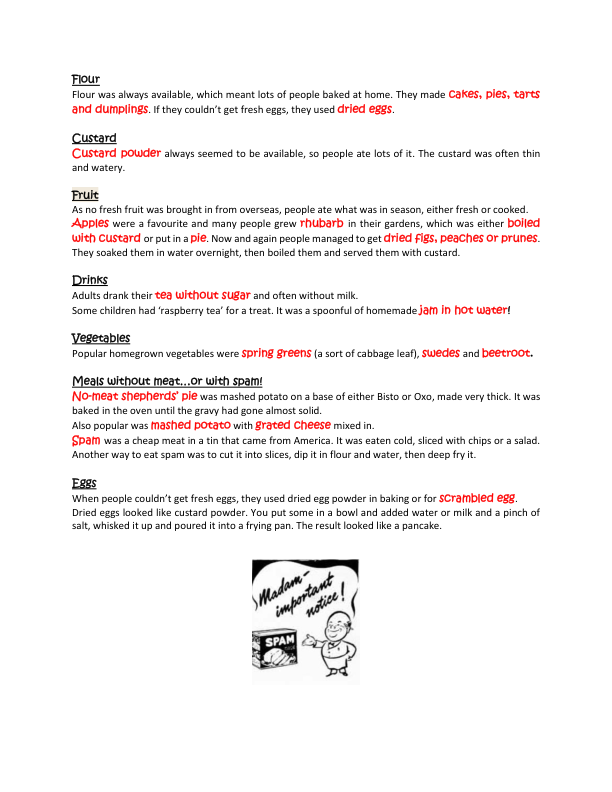 Flour
Flour was always available, which meant lots of people baked at home. They made cakes, pies, tarts
and dumplings. If they couldn’t get fresh eggs, they used dried eggs.
Custard
Custard powder always seemed to be available, so people ate lots of it. The custard was often thin
and watery.
Fruit
As no fresh fruit was brought in from overseas, people ate what was in season, either fresh or cooked.
Apples were a favourite and many people grew rhubarb in their gardens, which was either boiled
with custard or put in a pie. Now and again people managed to get dried figs, peaches or prunes.
They soaked them in water overnight, then boiled them and served them with custard.
Drinks
Adults drank their tea without sugar and often without milk.
Some children had ‘raspberry tea’ for a treat. It was a spoonful of homemade jam in hot water!
Vegetables
Popular homegrown vegetables were spring greens (a sort of cabbage leaf), swedes and beetroot.
Meals without meat…or with spam!
No-meat shepherds’ pie was mashed potato on a base of either Bisto or Oxo, made very thick. It was
baked in the oven until the gravy had gone almost solid.
Also popular was mashed potato with grated cheese mixed in.
Spam was a cheap meat in a tin that came from America. It was eaten cold, sliced with chips or a salad.
Another way to eat spam was to cut it into slices, dip it in flour and water, then deep fry it.
Eggs
When people couldn’t get fresh eggs, they used dried egg powder in baking or for scrambled egg.
Dried eggs looked like custard powder. You put some in a bowl and added water or milk and a pinch of
salt, whisked it up and poured it into a frying pan. The result looked like a pancake.
Madam-
important
notice!
SPAM